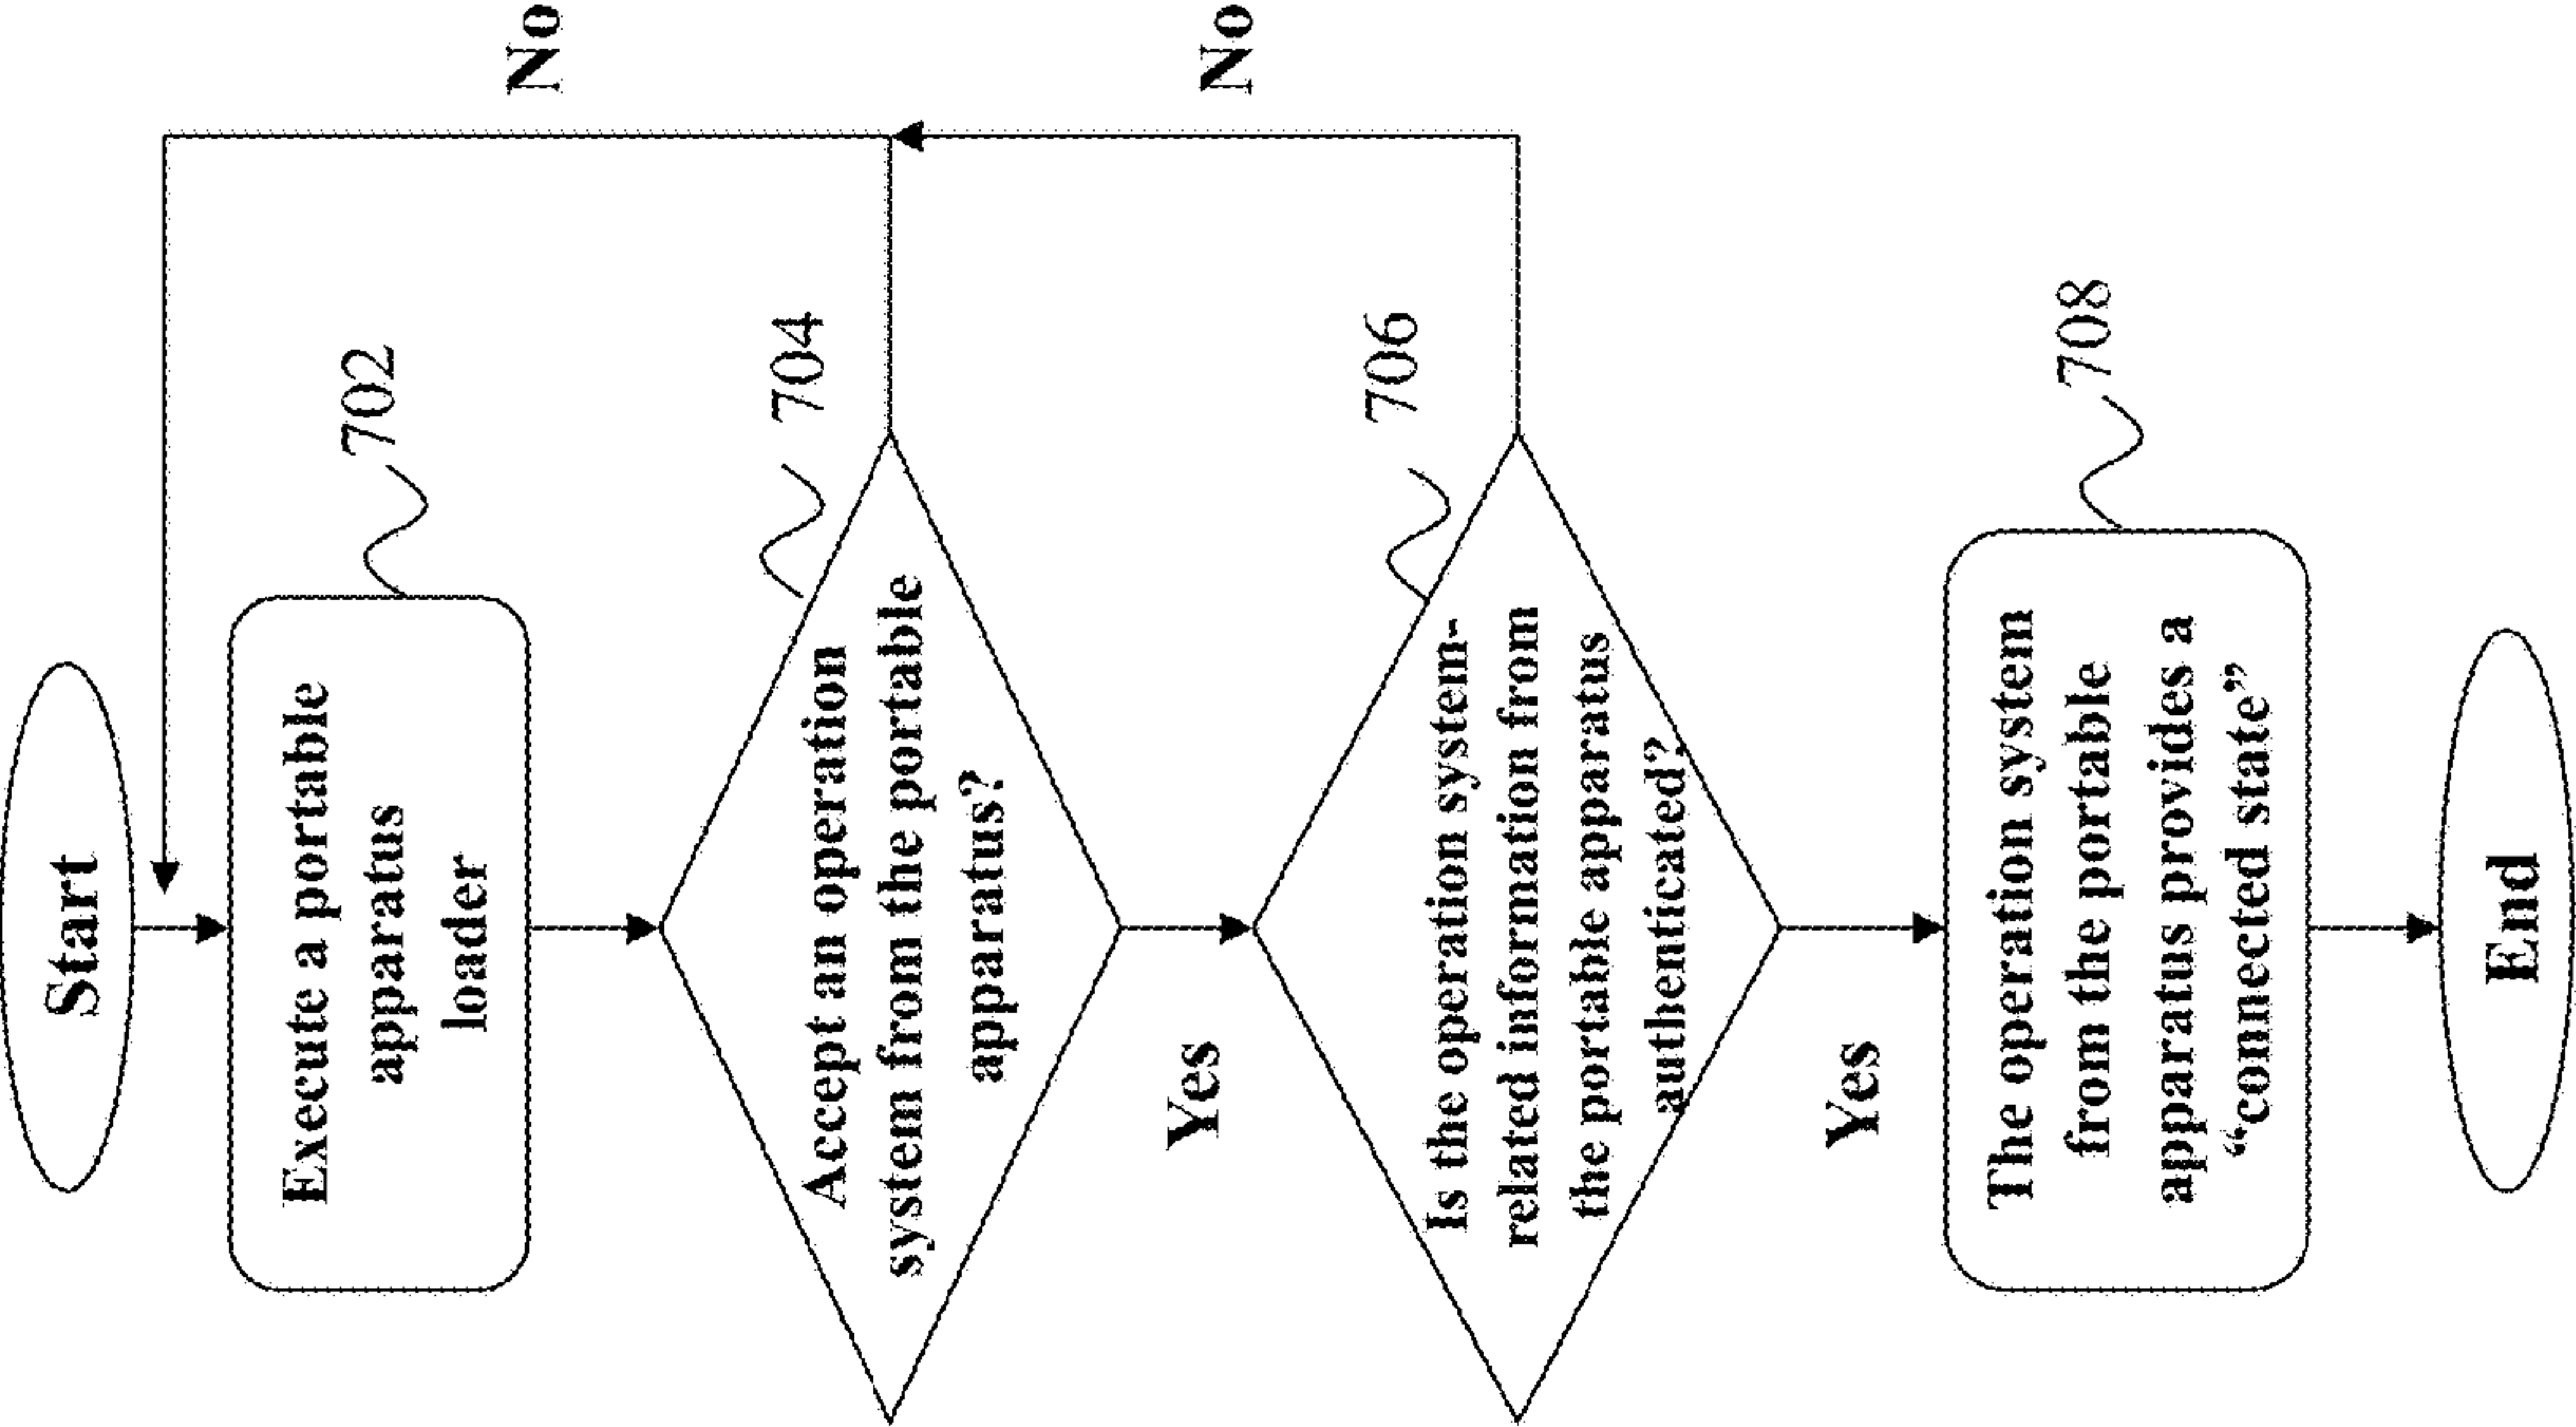 Start
Execute a portable
apparatus
loader
702
No
Accept an operation
system from the portable
apparatus?
704
Yes
No
Is the operation system-
related information from
the portable apparatus
authenticated?
706
Yes
The operation system
from the portable
apparatus provides a
“connected state”
708
End